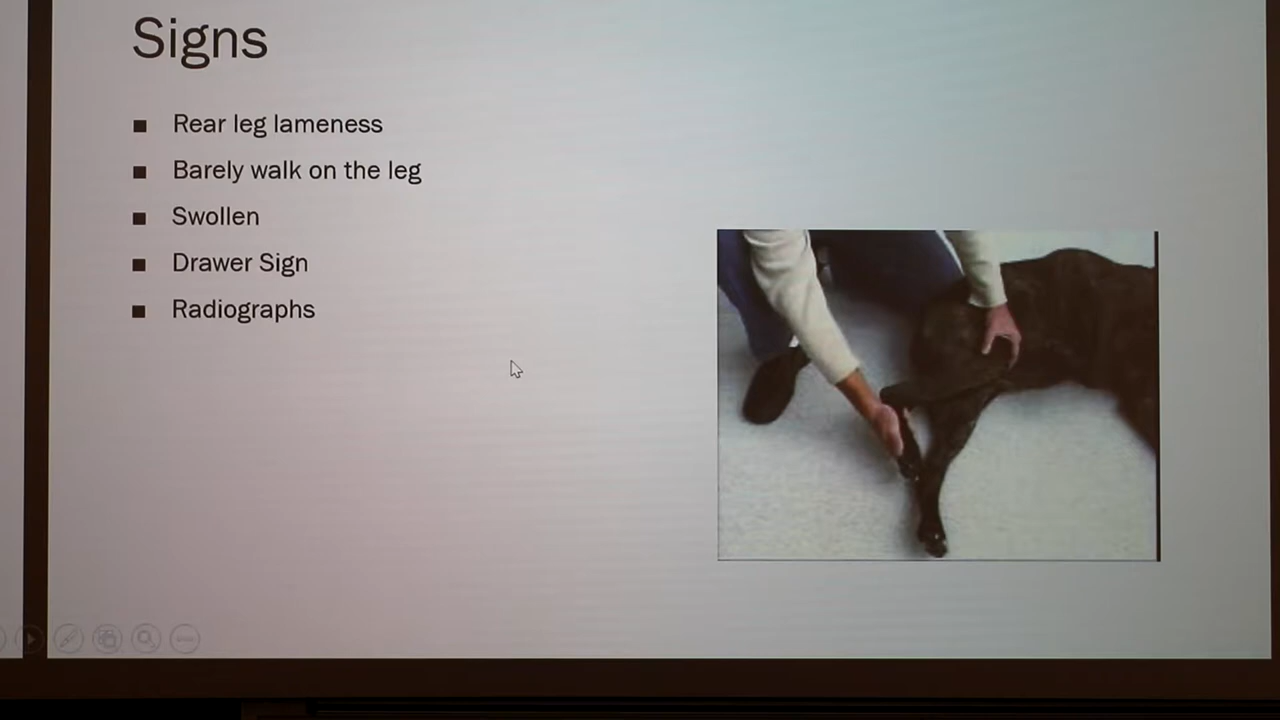 Signs
Rear leg lameness
Barely walk on the leg
Swollen
Drawer Sign
Radiographs